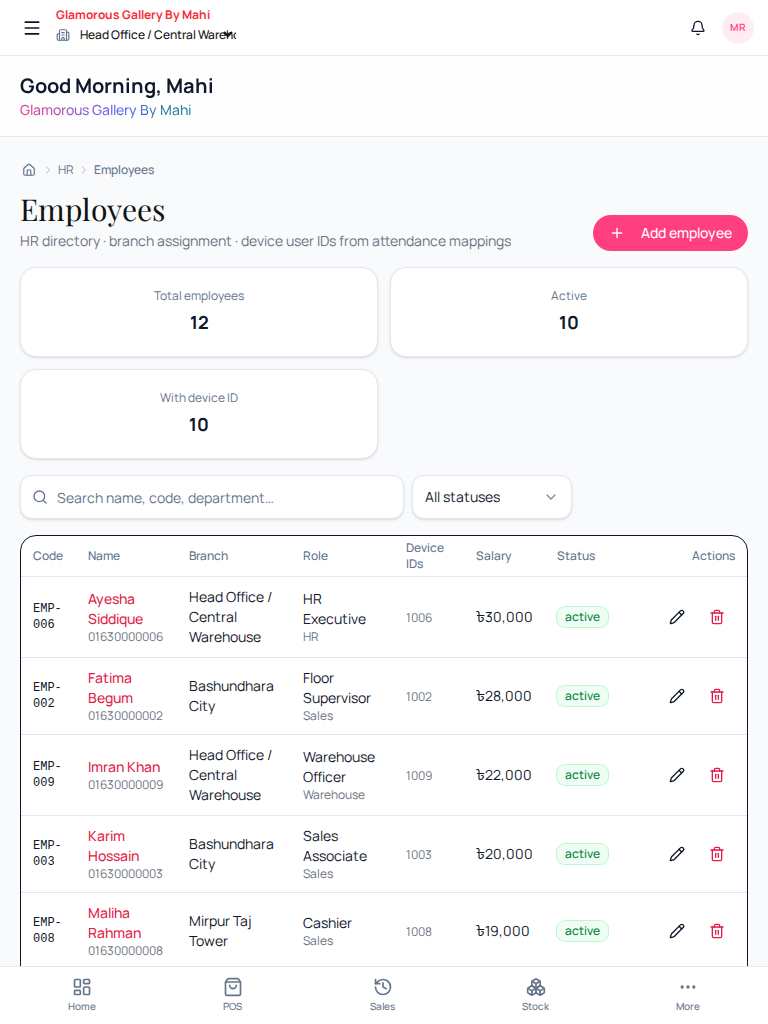 Glamorous Gallery By Mahi
Head Office / Central Wareho
MR
Good Morning, Mahi
Glamorous Gallery By Mahi
HR
Employees
Employees
HR directory · branch assignment · device user IDs from attendance mappings
Add employee
Total employees
12
Active
10
With device ID
10
Search name, code, department…
All statuses
Code Name Branch Role Device IDs Salary Status Actions
EMP-006 Ayesha Siddique 01630000006 Head Office / Central Warehouse HR Executive HR 1006 ৳30,000 active
EMP-002 Fatima Begum 01630000002 Bashundhara City Floor Supervisor Sales 1002 ৳28,000 active
EMP-009 Imran Khan 01630000009 Head Office / Central Warehouse Warehouse Officer Warehouse 1009 ৳22,000 active
EMP-003 Karim Hossain 01630000003 Bashundhara City Sales Associate Sales 1003 ৳20,000 active
EMP-008 Maliha Rahman 01630000008 Mirpur Taj Tower Cashier Sales 1008 ৳19,000 active
Home POS Sales Stock More